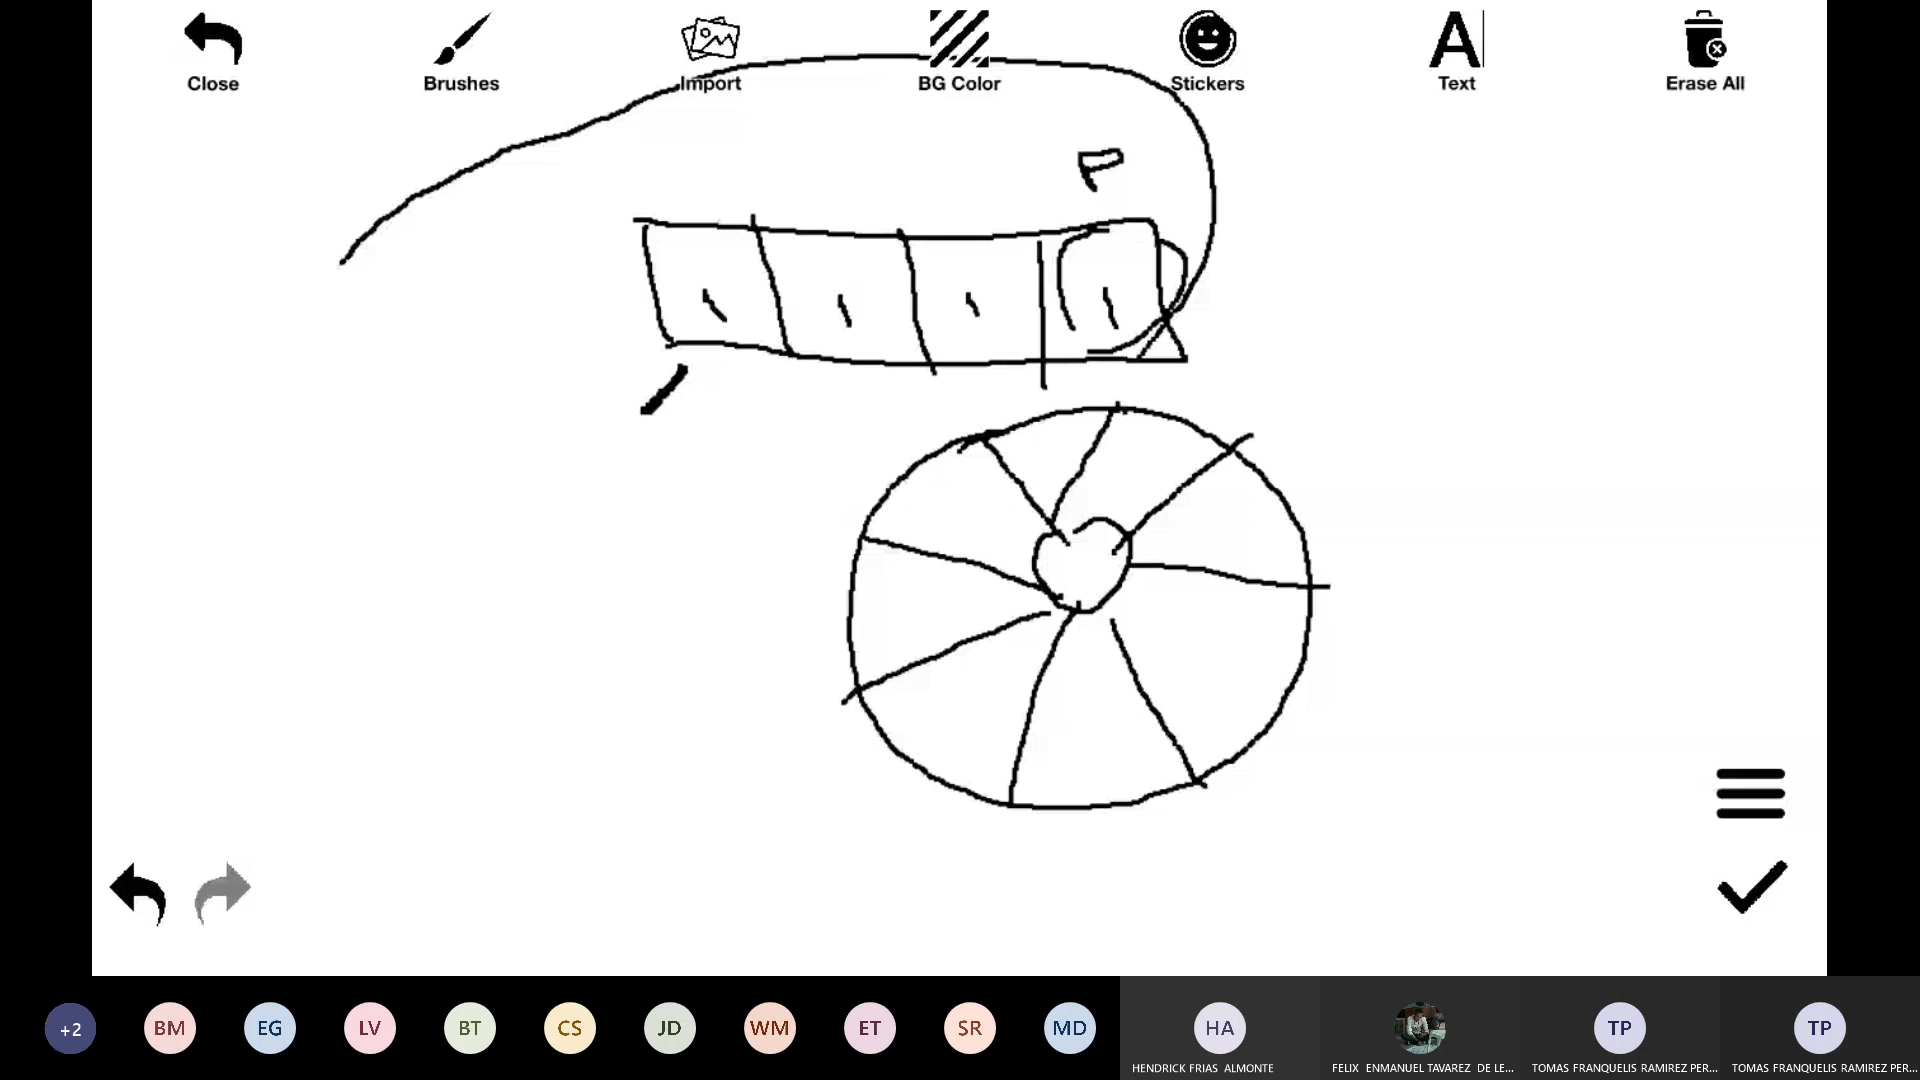 Close Brushes Import BG Color Stickers Text Erase All
P
+2 BM EG LV BT CS JD WM ET SR MD HA TP TP
HENDRICK FRIAS ALMONTE FELIX ENMANUEL TAVAREZ DE LE... TOMAS FRANQUELIS RAMIREZ PER... TOMAS FRANQUELIS RAMIREZ PER...